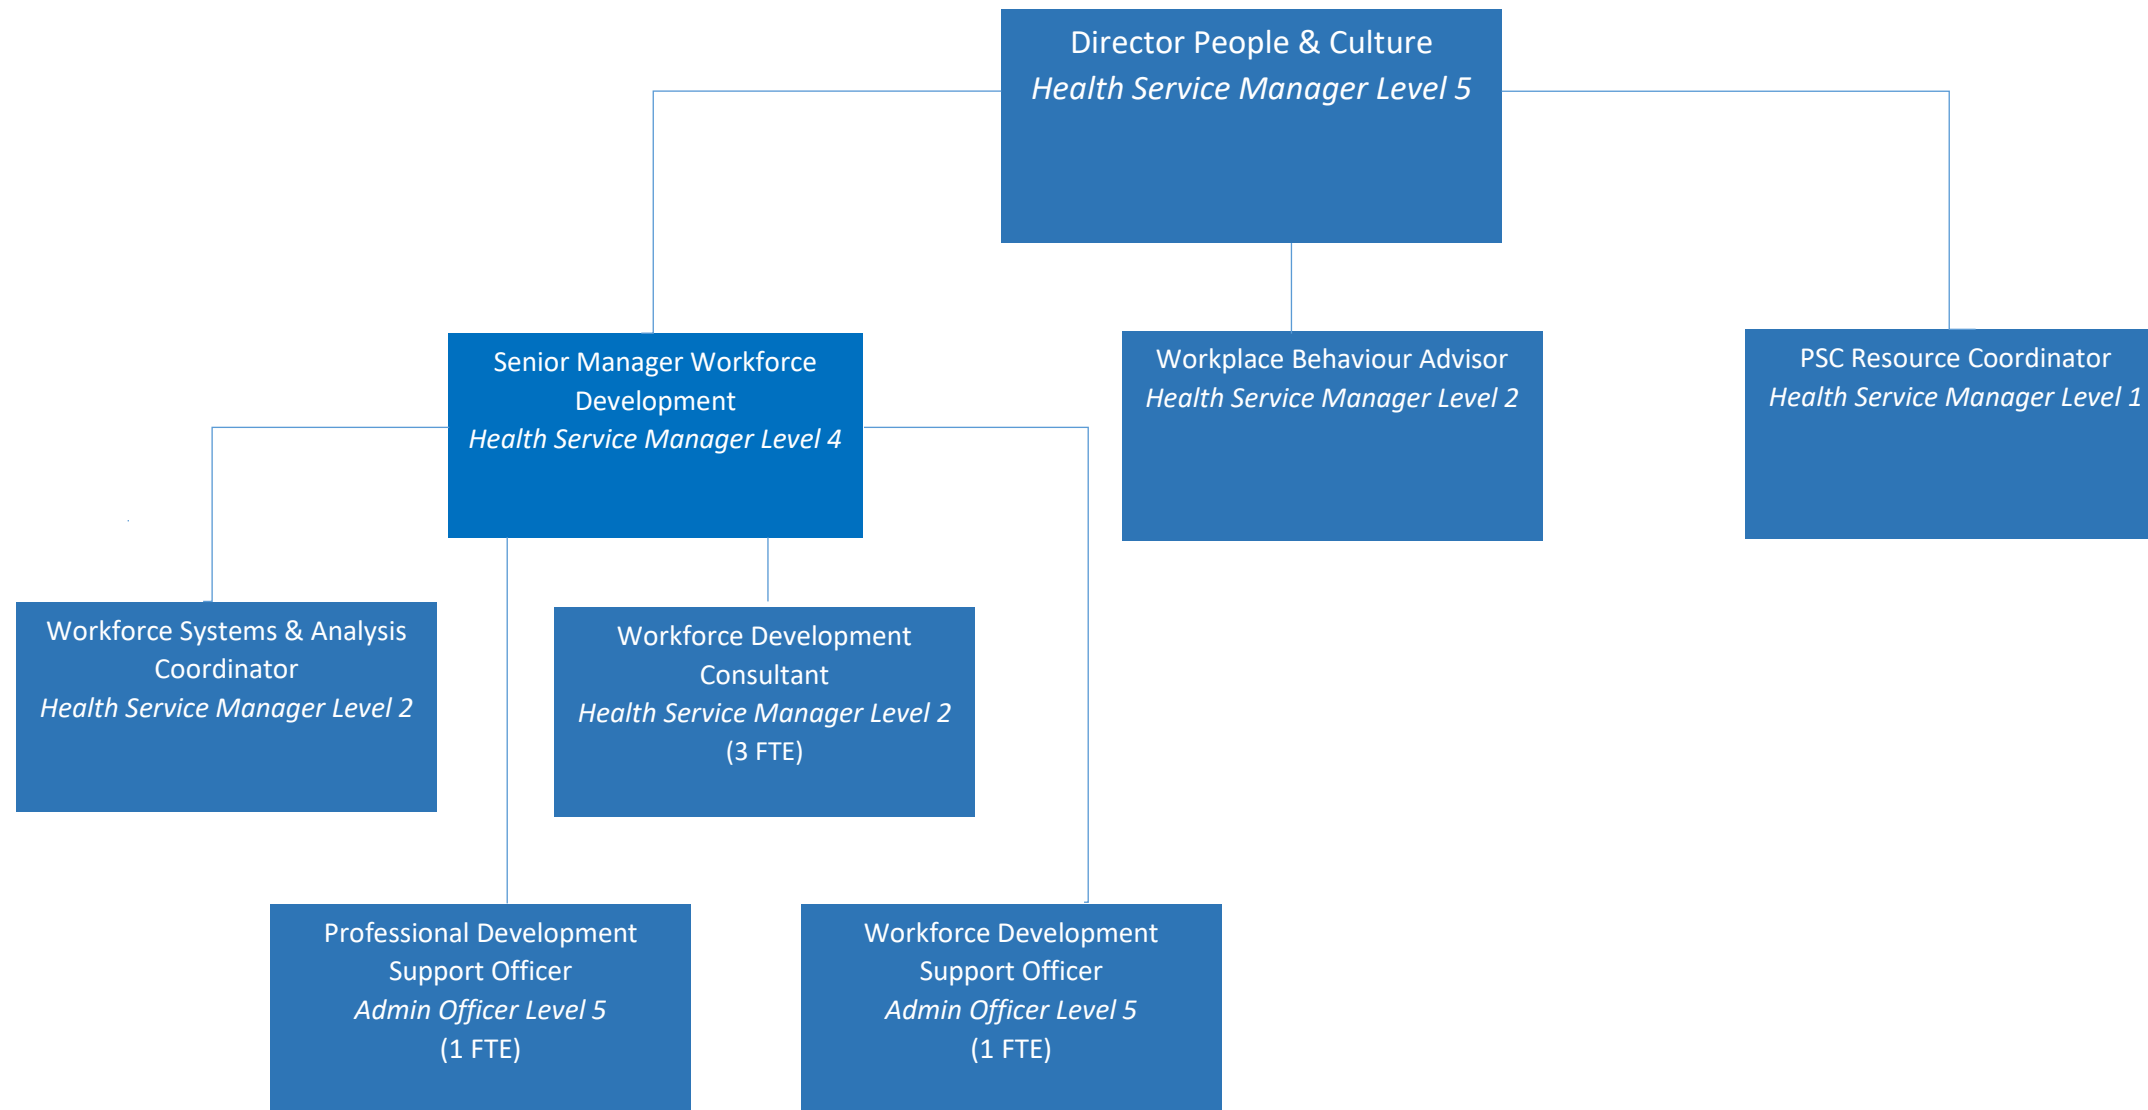 Director People & Culture
Health Service Manager Level 5
Senior Manager Workforce
Development
Health Service Manager Level 4
Workplace Behaviour Advisor
Health Service Manager Level 2
PSC Resource Coordinator
Health Service Manager Level 1
Workforce Systems & Analysis
Coordinator
Health Service Manager Level 2
Workforce Development
Consultant
Health Service Manager Level 2
(3 FTE)
Professional Development
Support Officer
Admin Officer Level 5
(1 FTE)
Workforce Development
Support Officer
Admin Officer Level 5
(1 FTE)